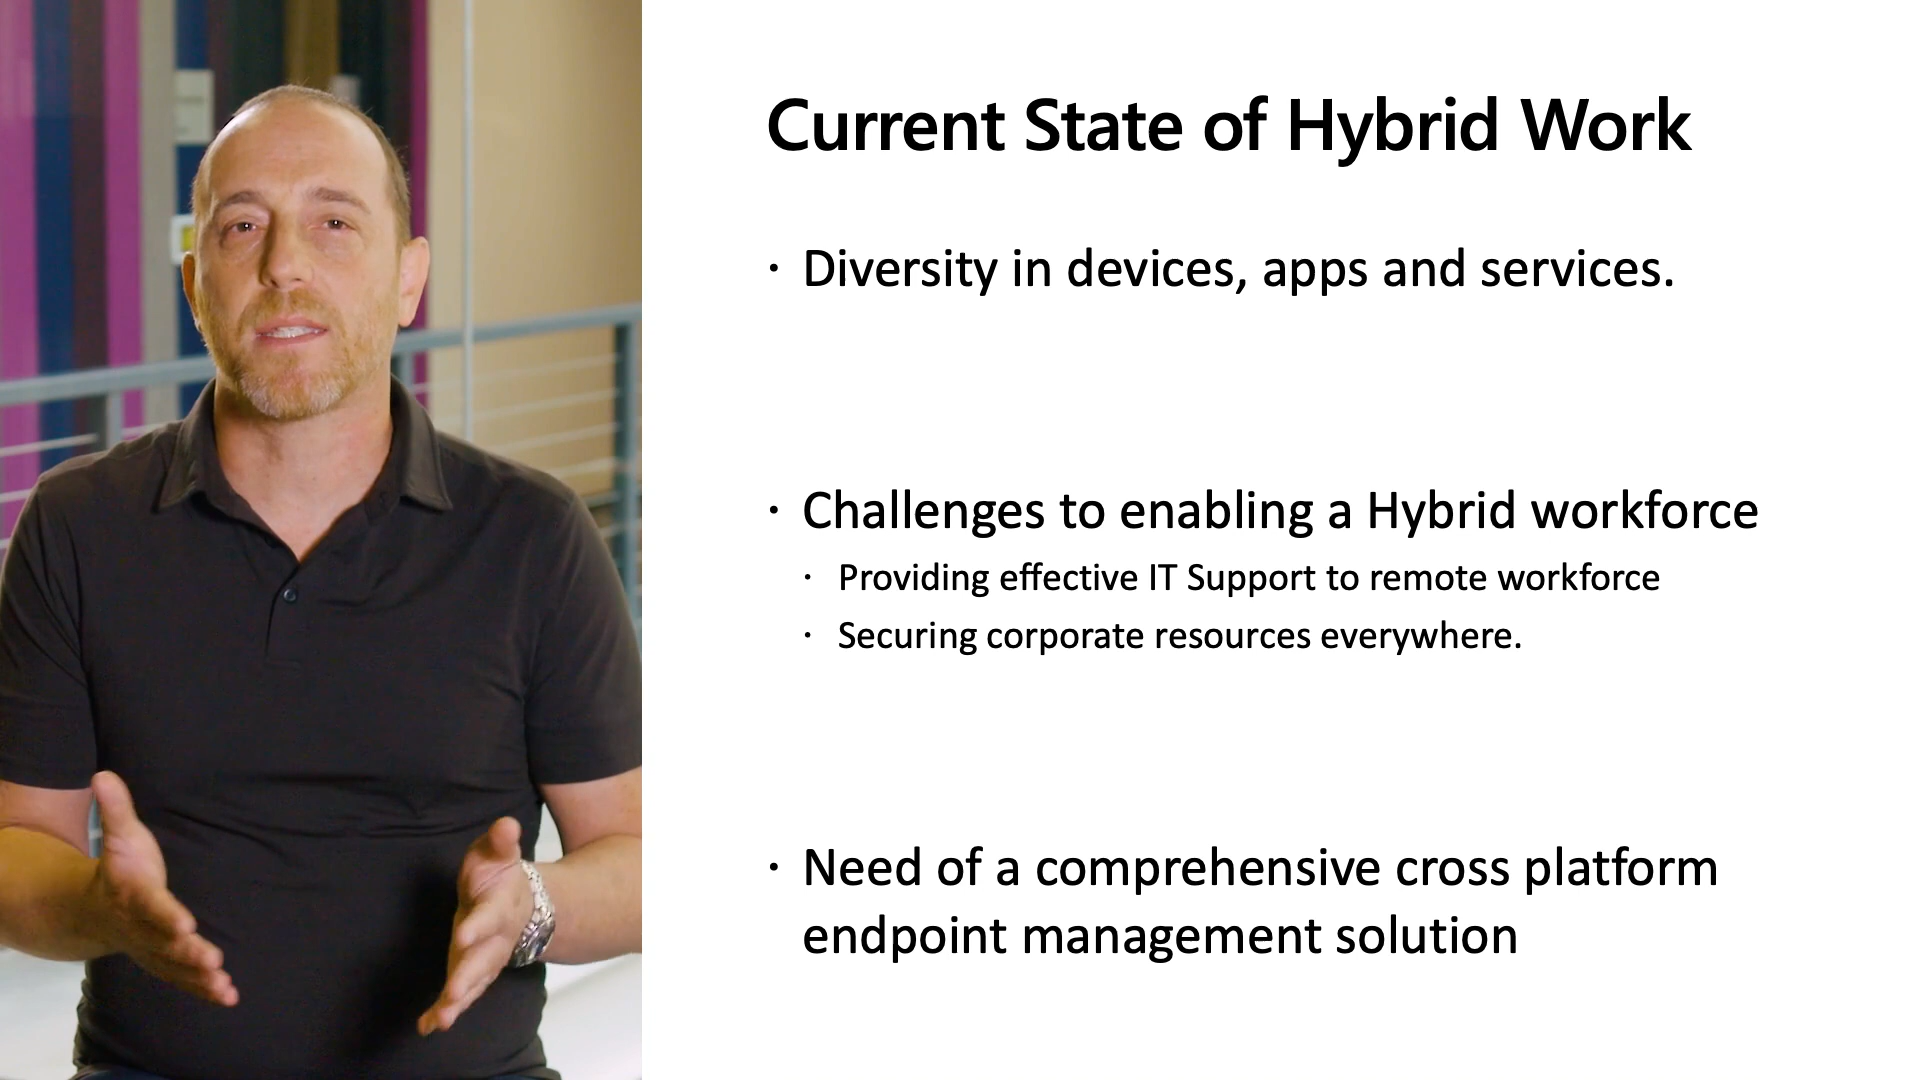 Current State of Hybrid Work
· Diversity in devices, apps and services.
· Challenges to enabling a Hybrid workforce
· Providing effective IT Support to remote workforce
· Securing corporate resources everywhere.
· Need of a comprehensive cross platform
endpoint management solution